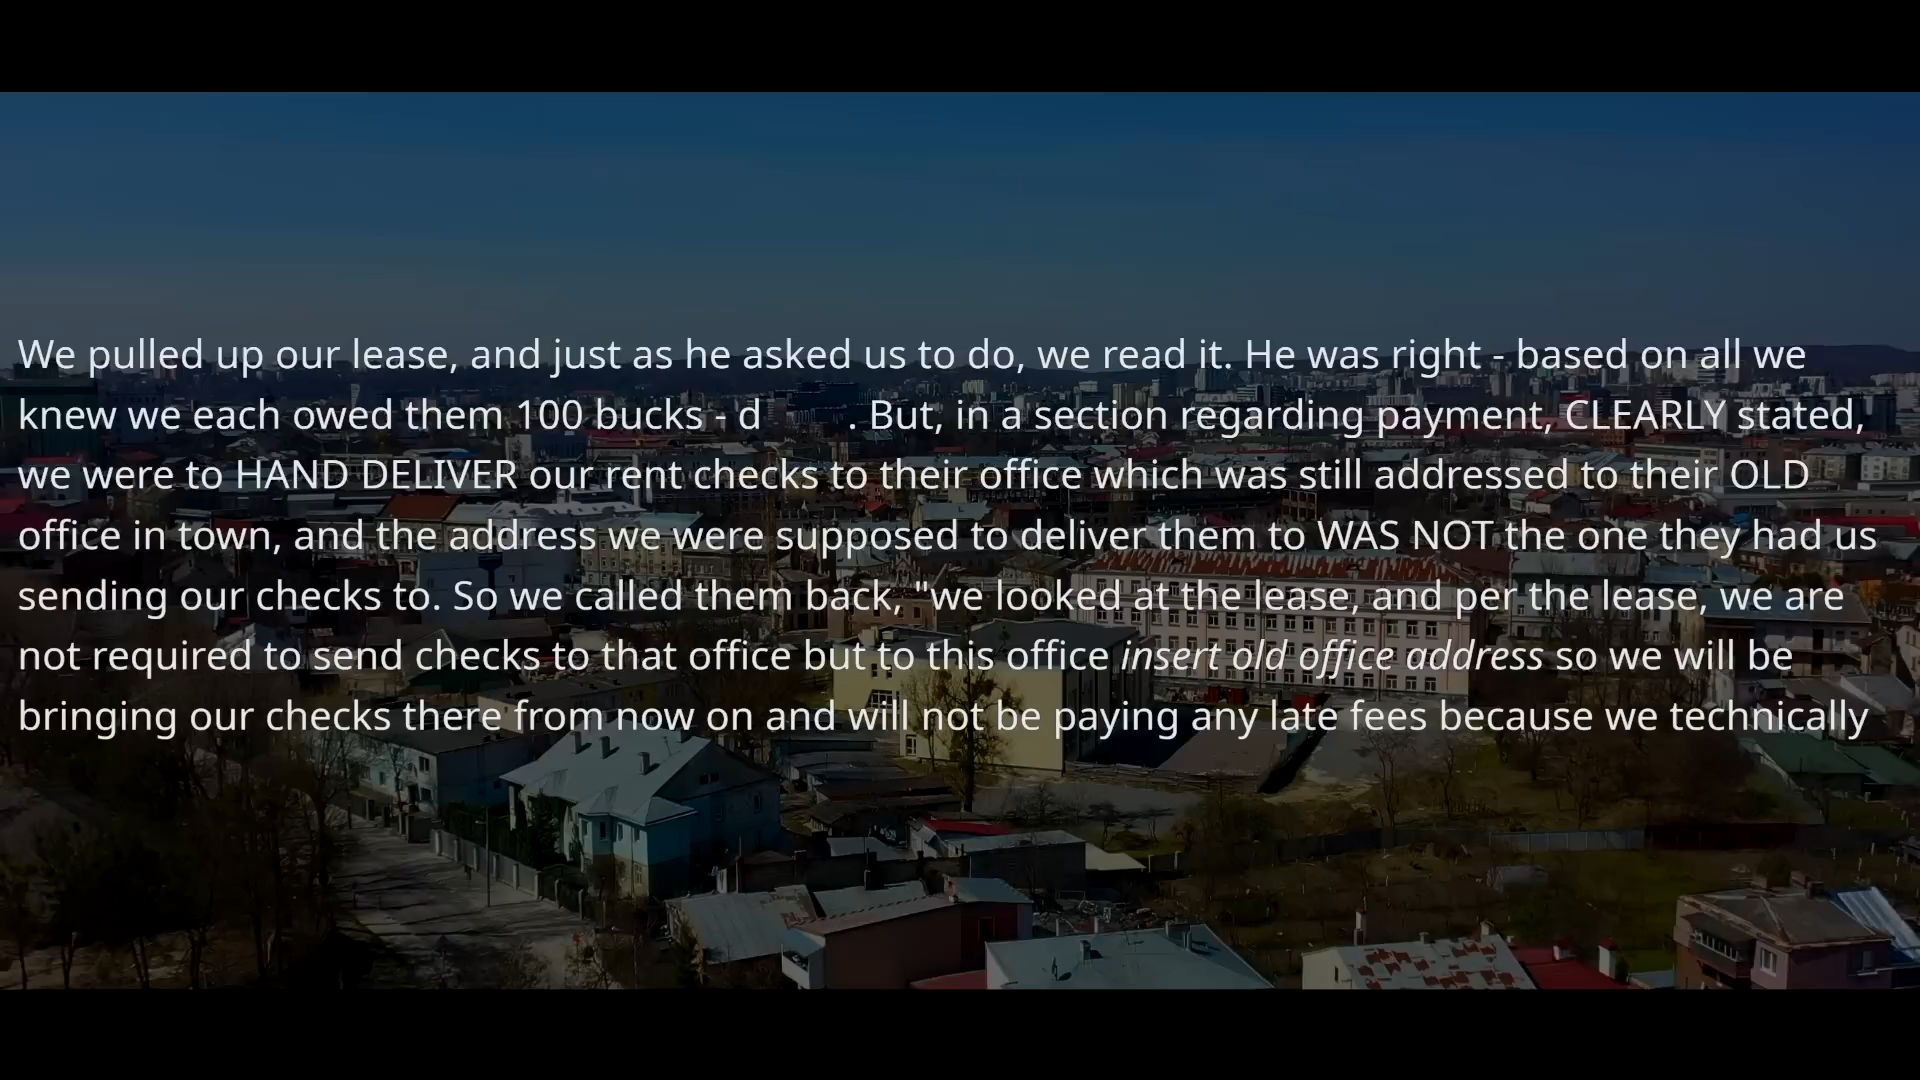 We pulled up our lease, and just as he asked us to do, we read it. He was right - based on all we
knew we each owed them 100 bucks - d . But, in a section regarding payment, CLEARLY stated,
we were to HAND DELIVER our rent checks to their office which was still addressed to their OLD
office in town, and the address we were supposed to deliver them to WAS NOT the one they had us
sending our checks to. So we called them back, "we looked at the lease, and per the lease, we are
not required to send checks to that office but to this office insert old office address so we will be
bringing our checks there from now on and will not be paying any late fees because we technically